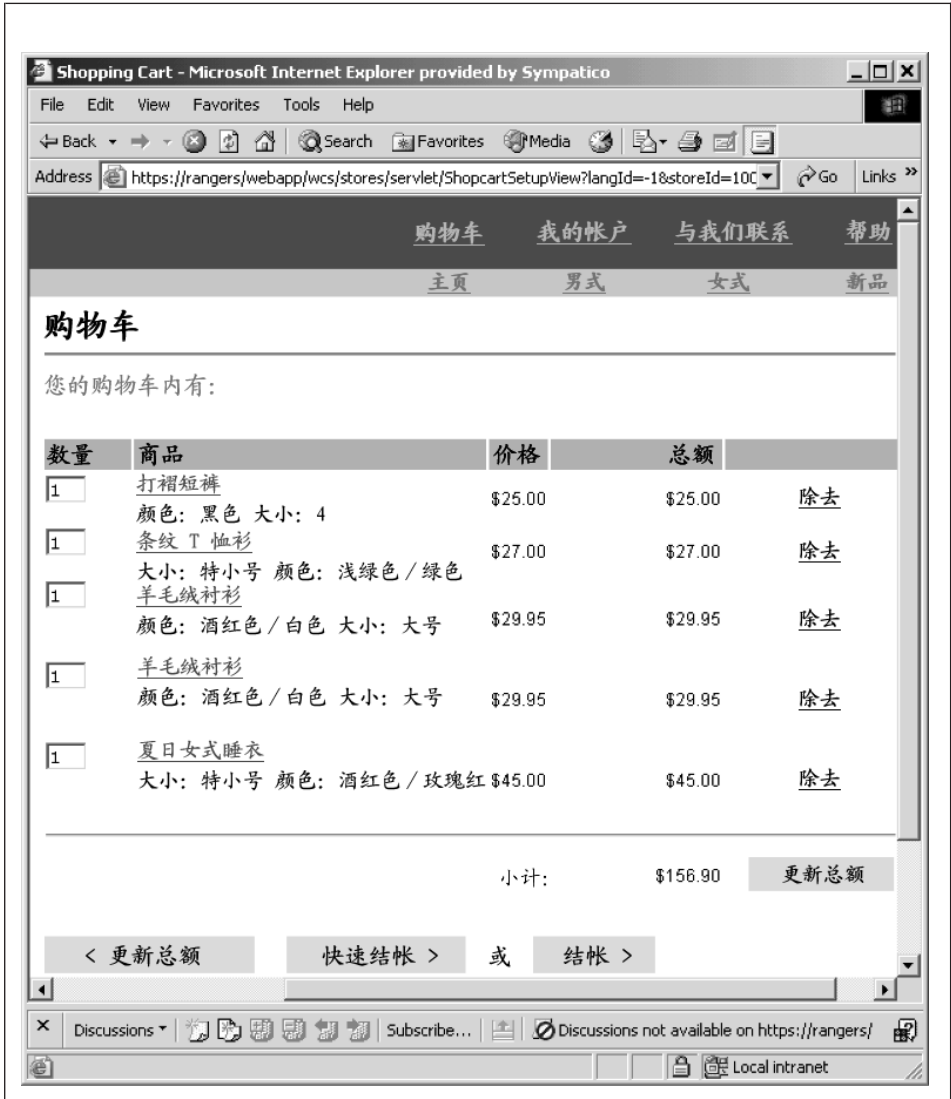 Shopping Cart - Microsoft Internet Explorer provided by Sympatico
File Edit View Favorites Tools Help
Back Search Favorites Media
Address https://rangers/webapp/wcs/stores/servlet/ShopcartSetupView?langId=-1&storeId=100 Go Links »
购物车 我的帐户 与我们联系 帮助
主页 男式 女式 新品
购物车
您的购物车内有:
数量 商品 价格 总额
1 打褶短裤 $25.00 $25.00 除去
颜色: 黑色 大小: 4
1 条纹 T 恤衫 $27.00 $27.00 除去
大小: 特小号 颜色: 浅绿色/绿色
1 羊毛绒衬衫 $29.95 $29.95 除去
颜色: 酒红色/白色 大小: 大号
1 羊毛绒衬衫
颜色: 酒红色/白色 大小: 大号 $29.95 $29.95 除去
1 夏日女式睡衣
大小: 特小号 颜色: 酒红色/玫瑰红 $45.00 $45.00 除去
小计: $156.90 更新总额
< 更新总额 快速结帐 > 或 结帐 >
× Discussions Subscribe... Discussions not available on https://rangers/
Local intranet